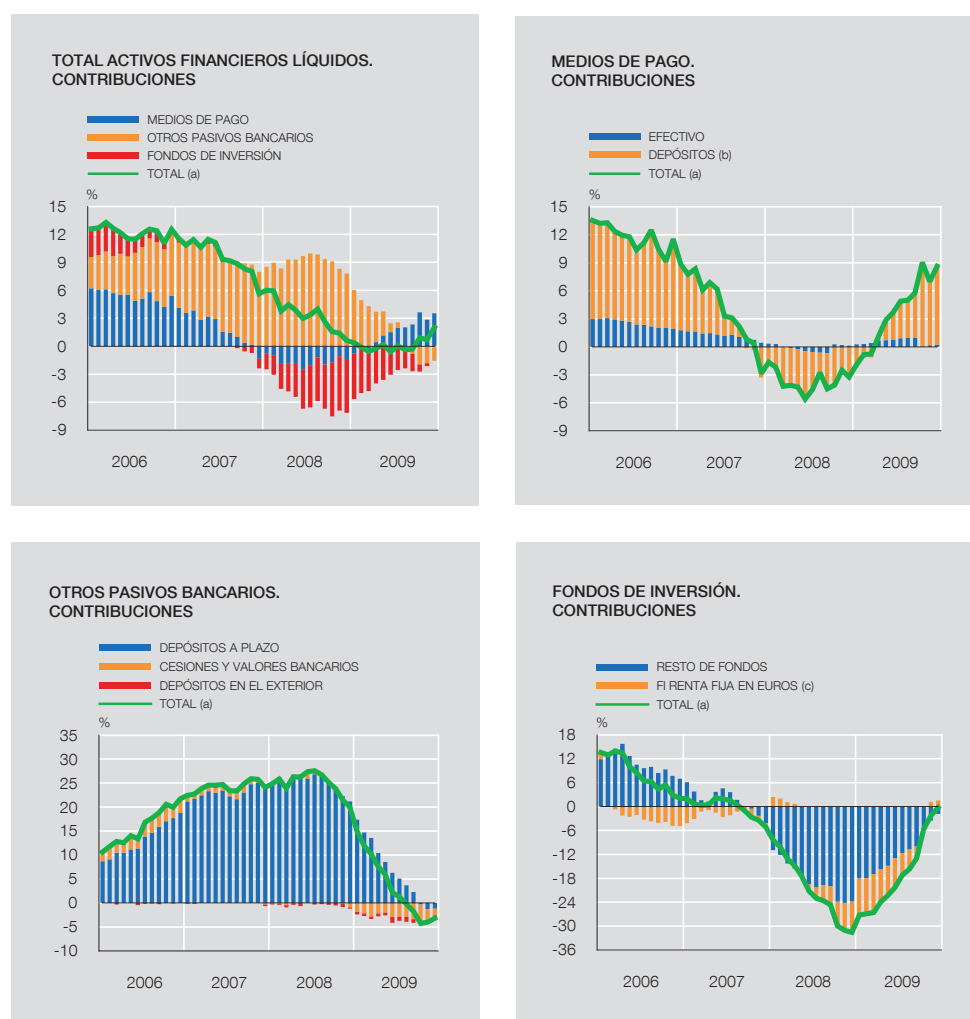 TOTAL ACTIVOS FINANCIEROS LÍQUIDOS.
CONTRIBUCIONES
MEDIOS DE PAGO
OTROS PASIVOS BANCARIOS
FONDOS DE INVERSIÓN
TOTAL (a)
%
15
12
9
6
3
0
-3
-6
-9
2006 2007 2008 2009
MEDIOS DE PAGO.
CONTRIBUCIONES
EFECTIVO
DEPÓSITOS (b)
TOTAL (a)
%
15
12
9
6
3
0
-3
-6
-9
2006 2007 2008 2009
OTROS PASIVOS BANCARIOS.
CONTRIBUCIONES
DEPÓSITOS A PLAZO
CESIONES Y VALORES BANCARIOS
DEPÓSITOS EN EL EXTERIOR
TOTAL (a)
%
35
30
25
20
15
10
5
0
-5
-10
2006 2007 2008 2009
FONDOS DE INVERSIÓN.
CONTRIBUCIONES
RESTO DE FONDOS
FI RENTA FIJA EN EUROS (c)
TOTAL (a)
%
18
12
6
0
-6
-12
-18
-24
-30
-36
2006 2007 2008 2009